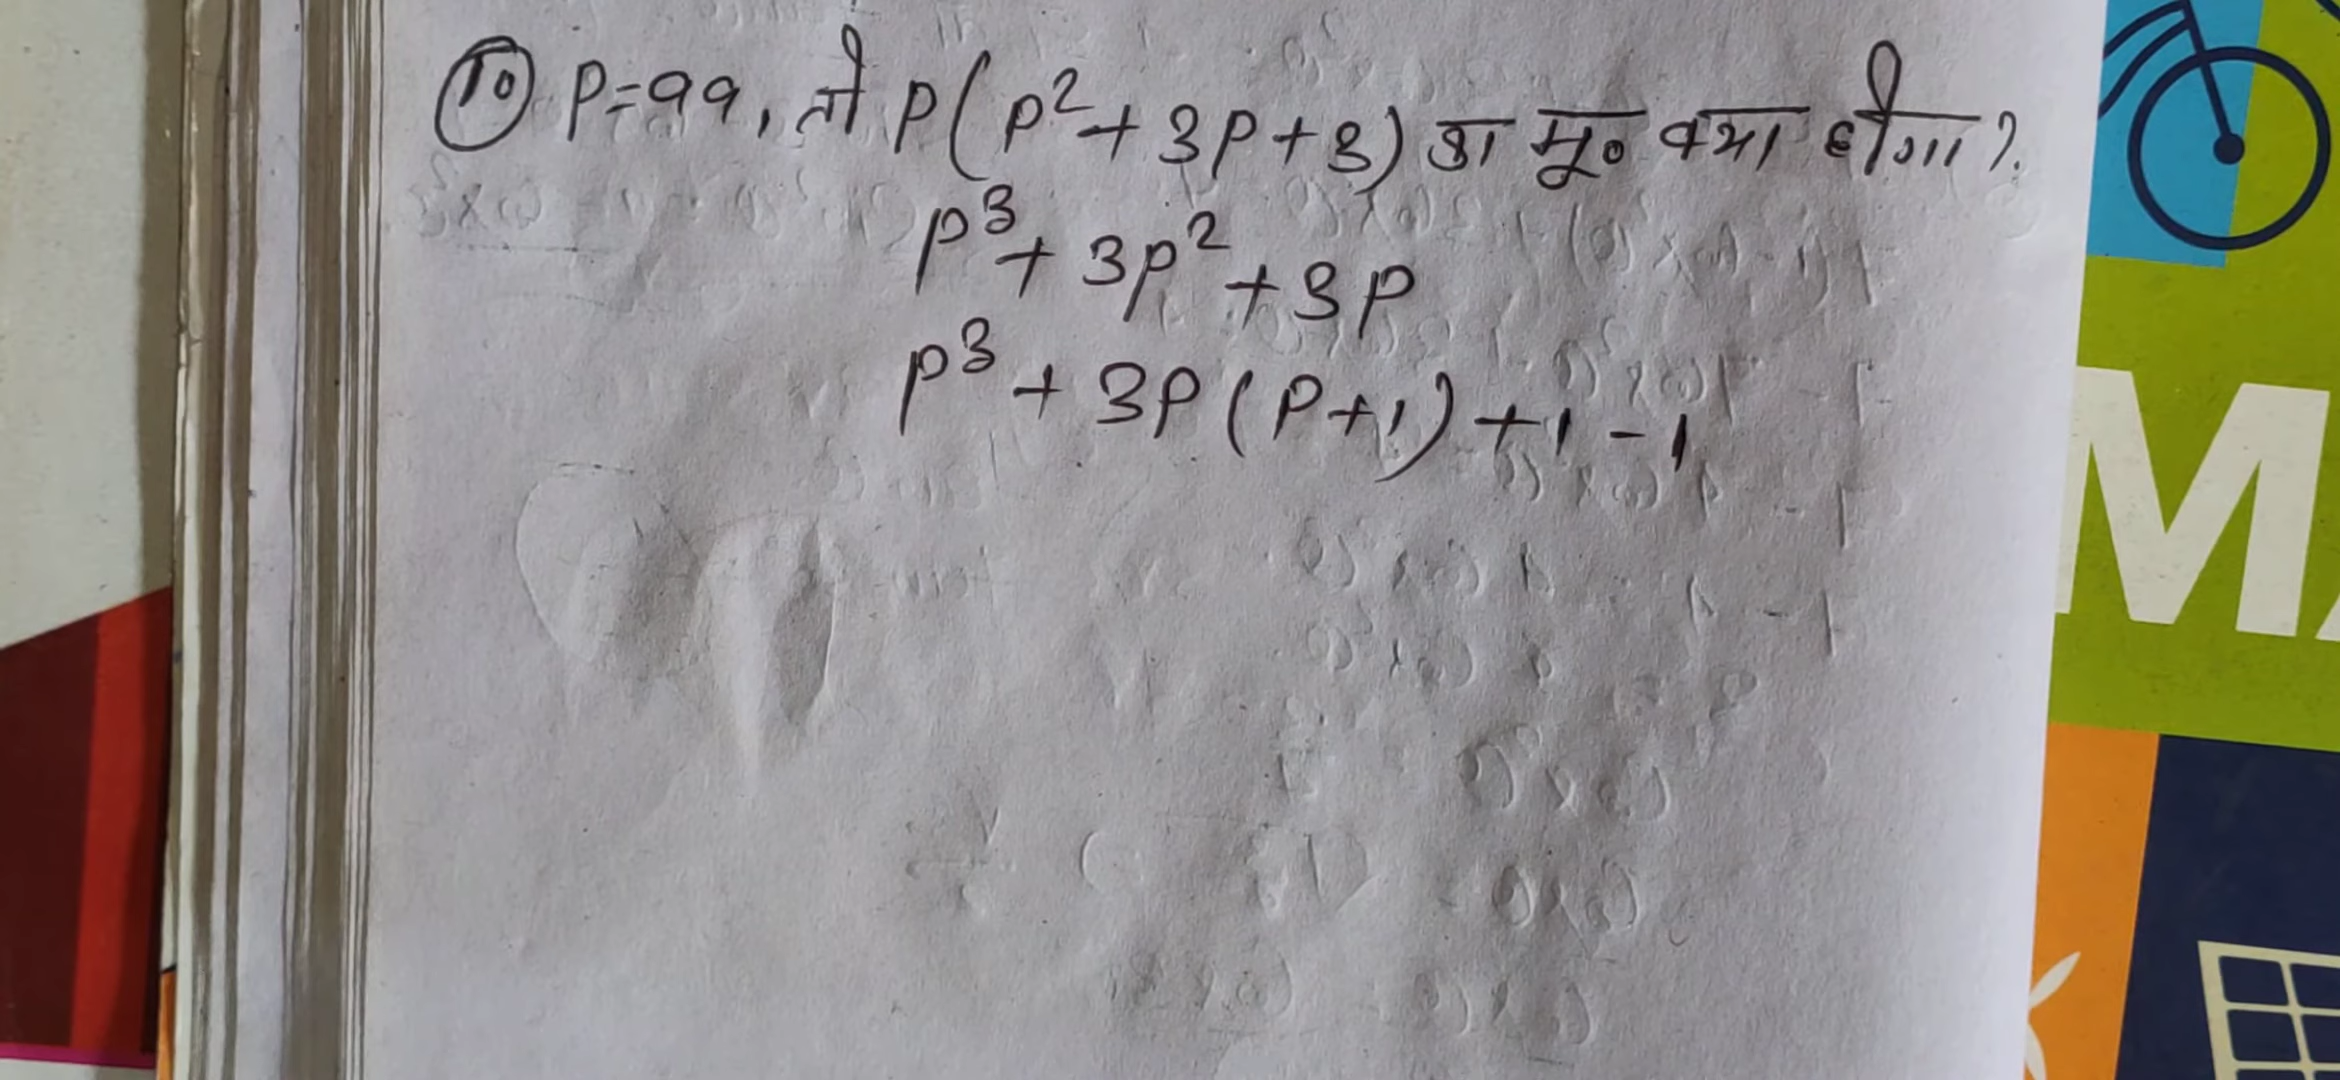 ⑩ P=99, तो P(P²+3P+3) का मू० क्या होगा?
P³+3P²+3P
P³+3P(P+1)+1-1
M